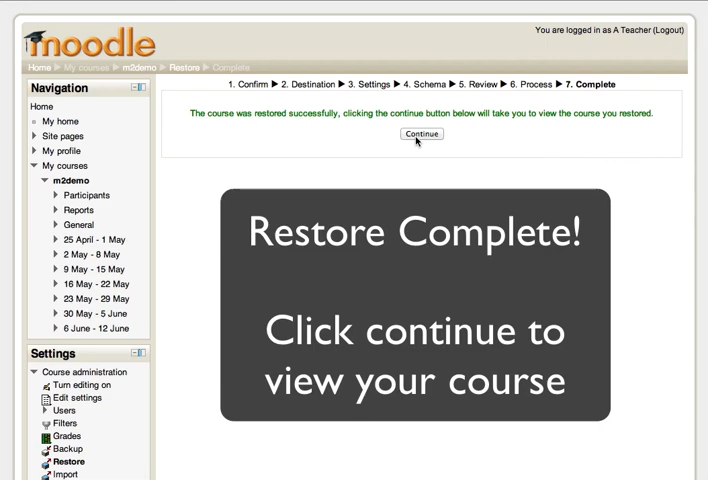 moodle
You are logged in as A Teacher (Logout)
Home ▶ My courses ▶ m2demo ▶ Restore ▶ Complete
Navigation
Home
My home
Site pages
My profile
My courses
m2demo
Participants
Reports
General
25 April - 1 May
2 May - 8 May
9 May - 15 May
16 May - 22 May
23 May - 29 May
30 May - 5 June
6 June - 12 June
Settings
Course administration
Turn editing on
Edit settings
Users
Filters
Grades
Backup
Restore
Import
1. Confirm ▶ 2. Destination ▶ 3. Settings ▶ 4. Schema ▶ 5. Review ▶ 6. Process ▶ 7. Complete
The course was restored successfully, clicking the continue button below will take you to view the course you restored.
Continue
Restore Complete!
Click continue to
view your course